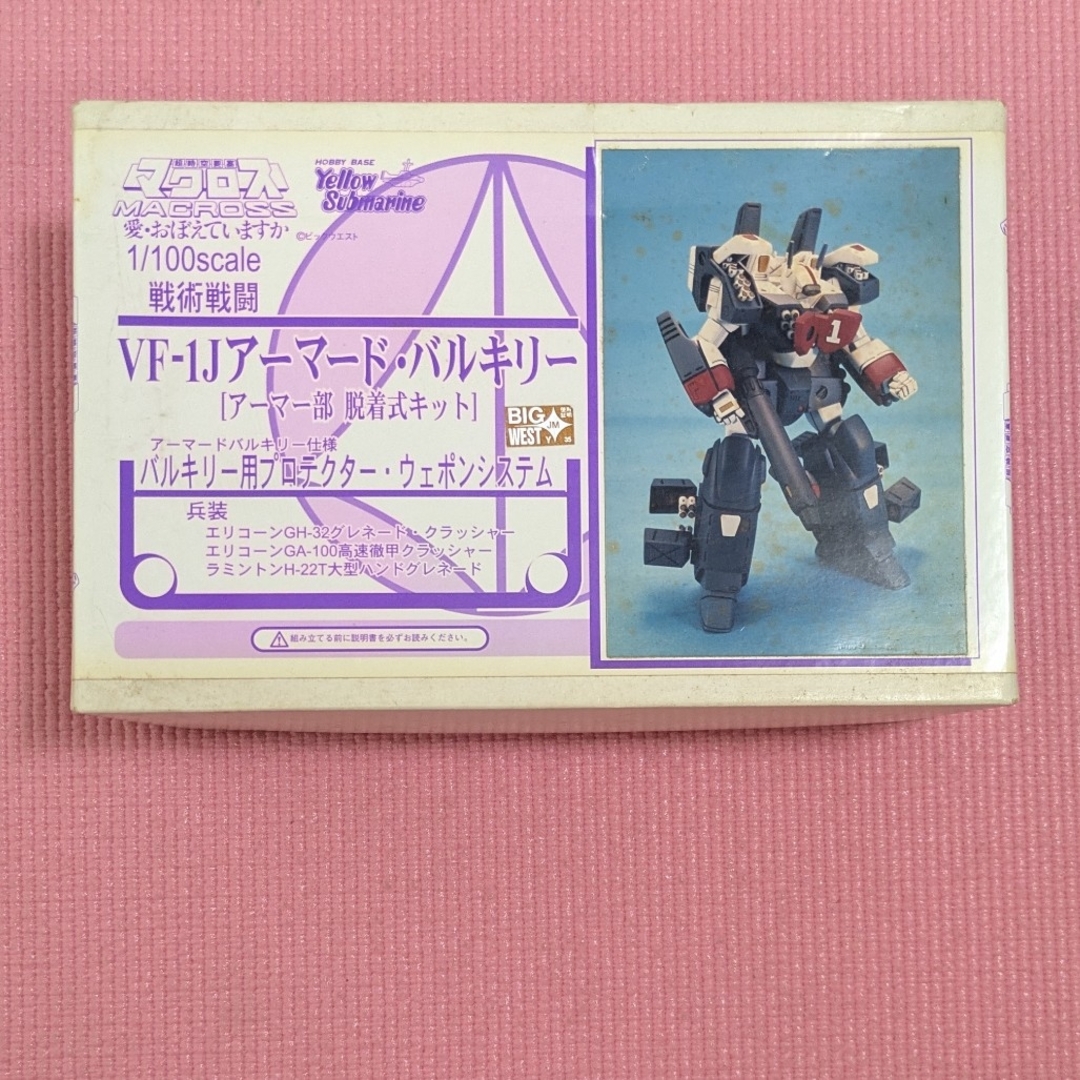 超時空要塞
マクロス
MACROSS
愛・おぼえていますか
HOBBY BASE
Yellow
Submarine
©ビックウエスト
1/100scale
戦術戦闘
VF-1Jアーマード・バルキリー
[アーマー部 脱着式キット]
BIG
WEST
JM
アーマードバルキリー仕様
バルキリー用プロテクター・ウェポンシステム
兵装
エリコーンGH-32グレネード・クラッシャー
エリコーンGA-100高速徹甲クラッシャー
ラミントンH-22T大型ハンドグレネード
組み立てる前に説明書を必ずお読みください。
1